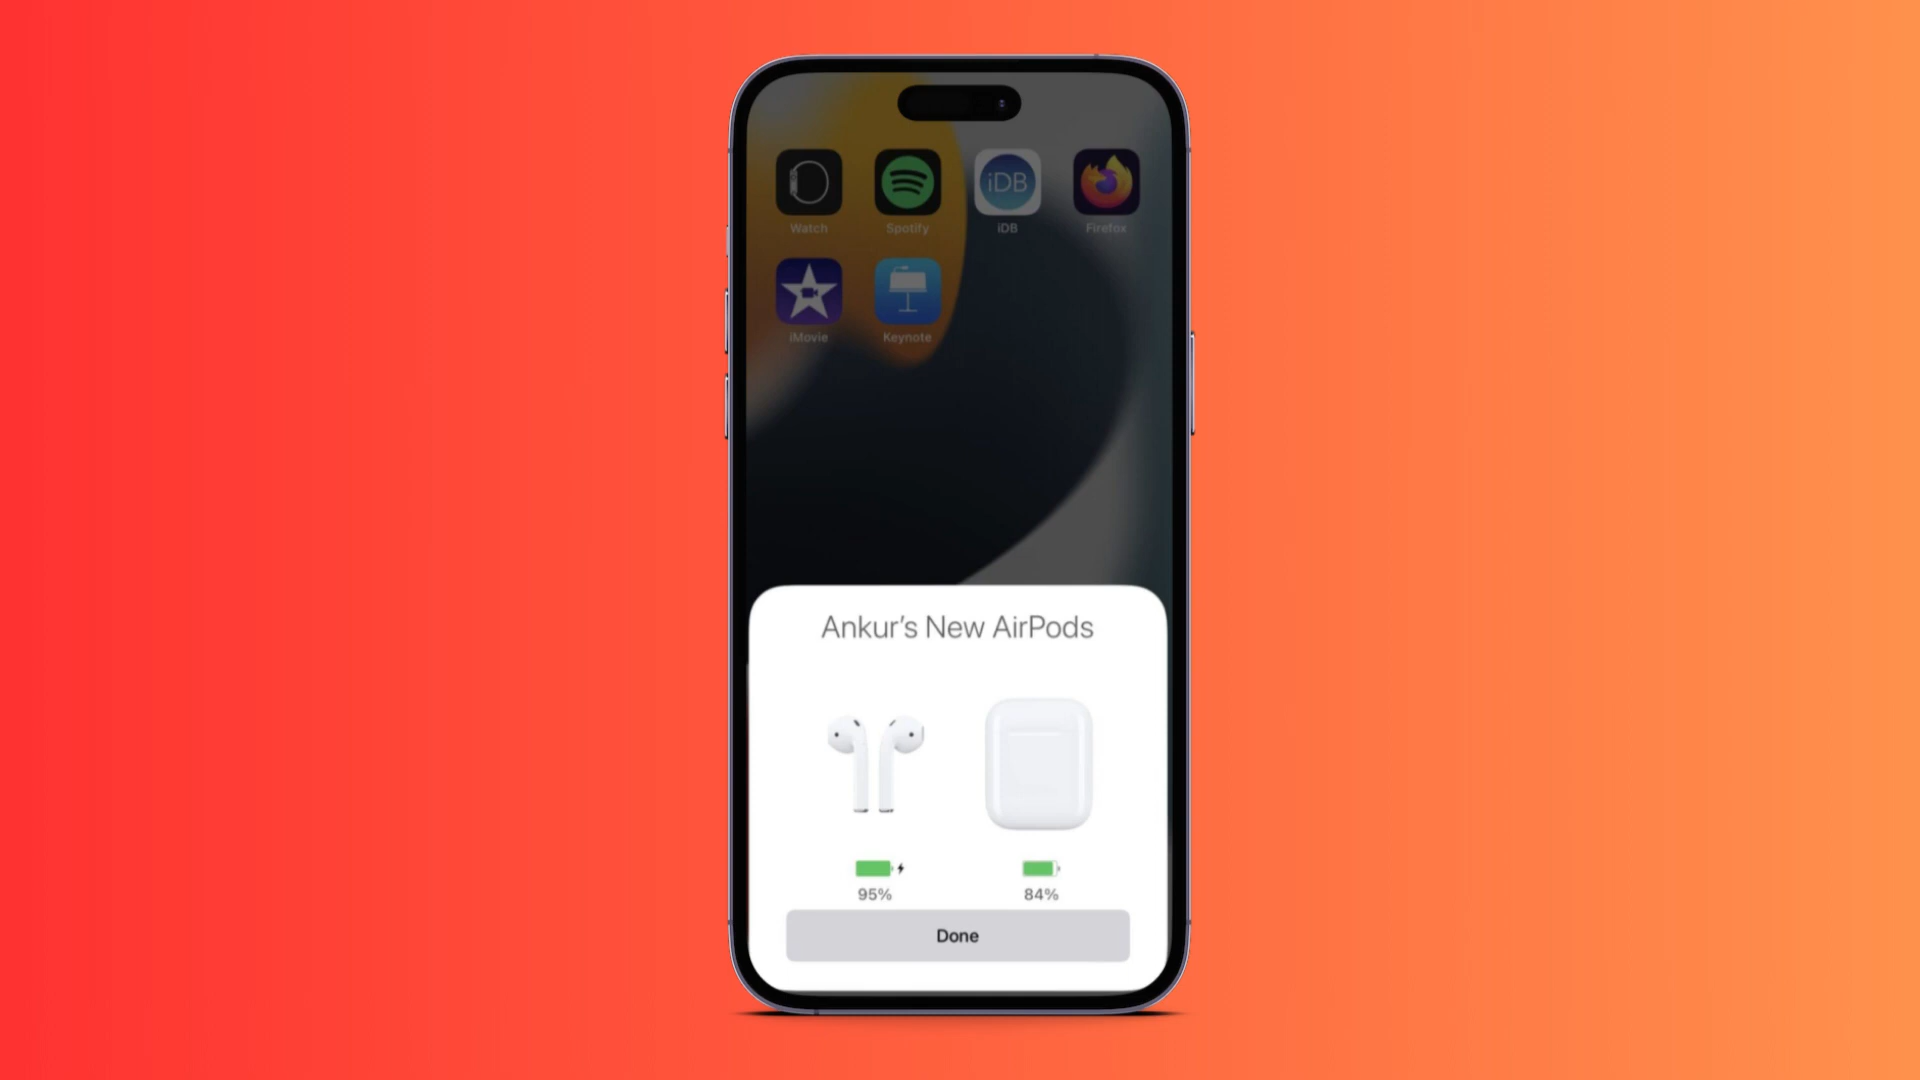 iDB
Watch
Spotify
iDB
Firefox
iMovie
Keynote
Ankur’s New AirPods
95%
84%
Done